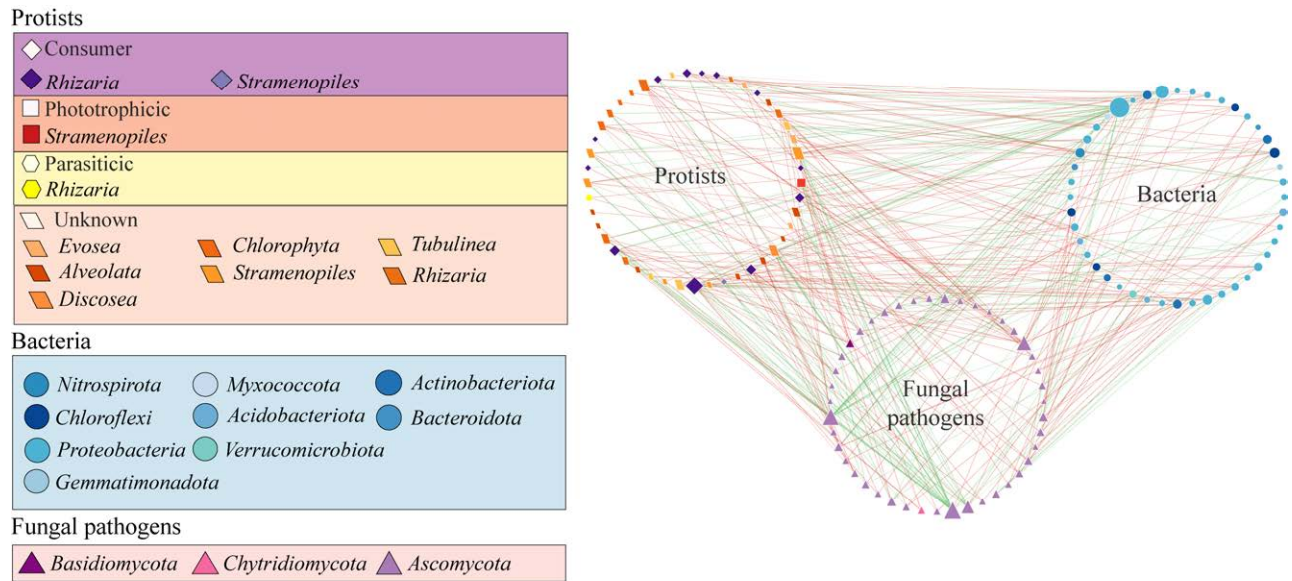 Protists
Consumer
Rhizaria Stramenopiles
Phototrophicic
Stramenopiles
Parasiticic
Rhizaria
Unknown
Evosea Chlorophyta Tubulinea
Alveolata Stramenopiles Rhizaria
Discosea
Bacteria
Nitrospirota Myxococcota Actinobacteriota
Chloroflexi Acidobacteriota Bacteroidota
Proteobacteria Verrucomicrobiota
Gemmatimonadota
Fungal pathogens
Basidiomycota Chytridiomycota Ascomycota
Protists
Bacteria
Fungal
pathogens